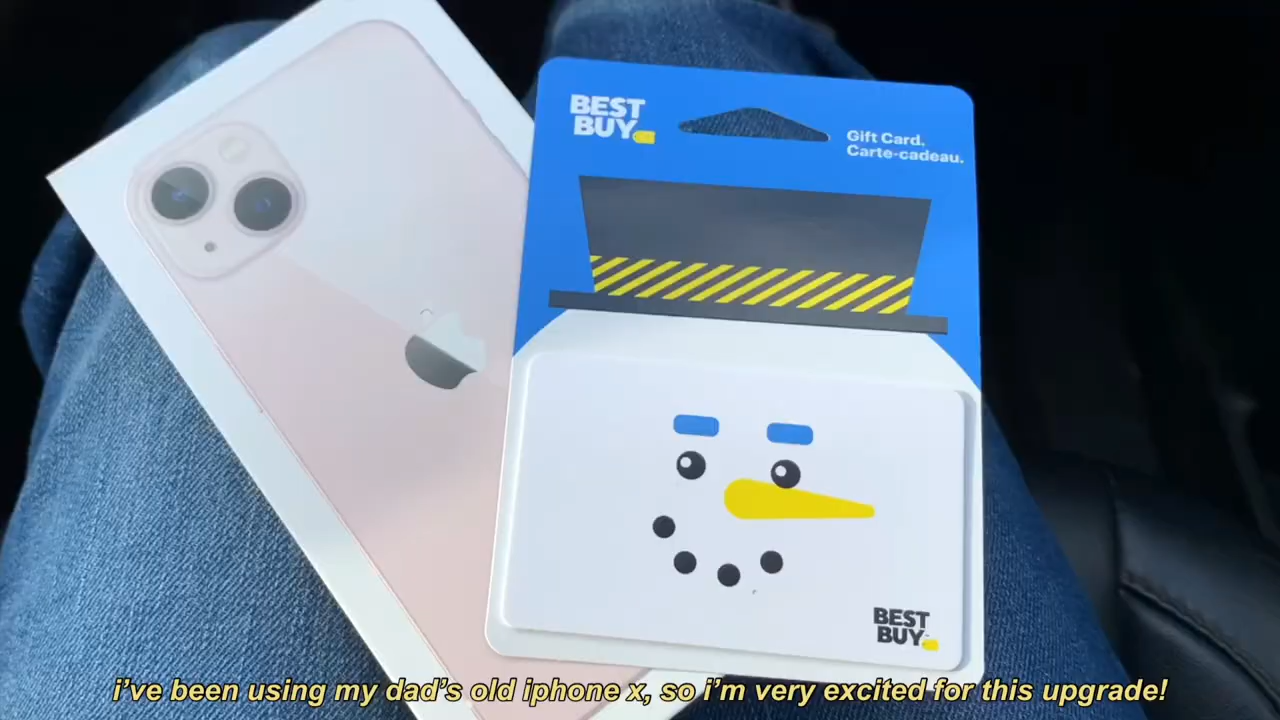 BEST
BUY
Gift Card.
Carte-cadeau.
BEST
BUY
i've been using my dad's old iphone x, so i'm very excited for this upgrade!